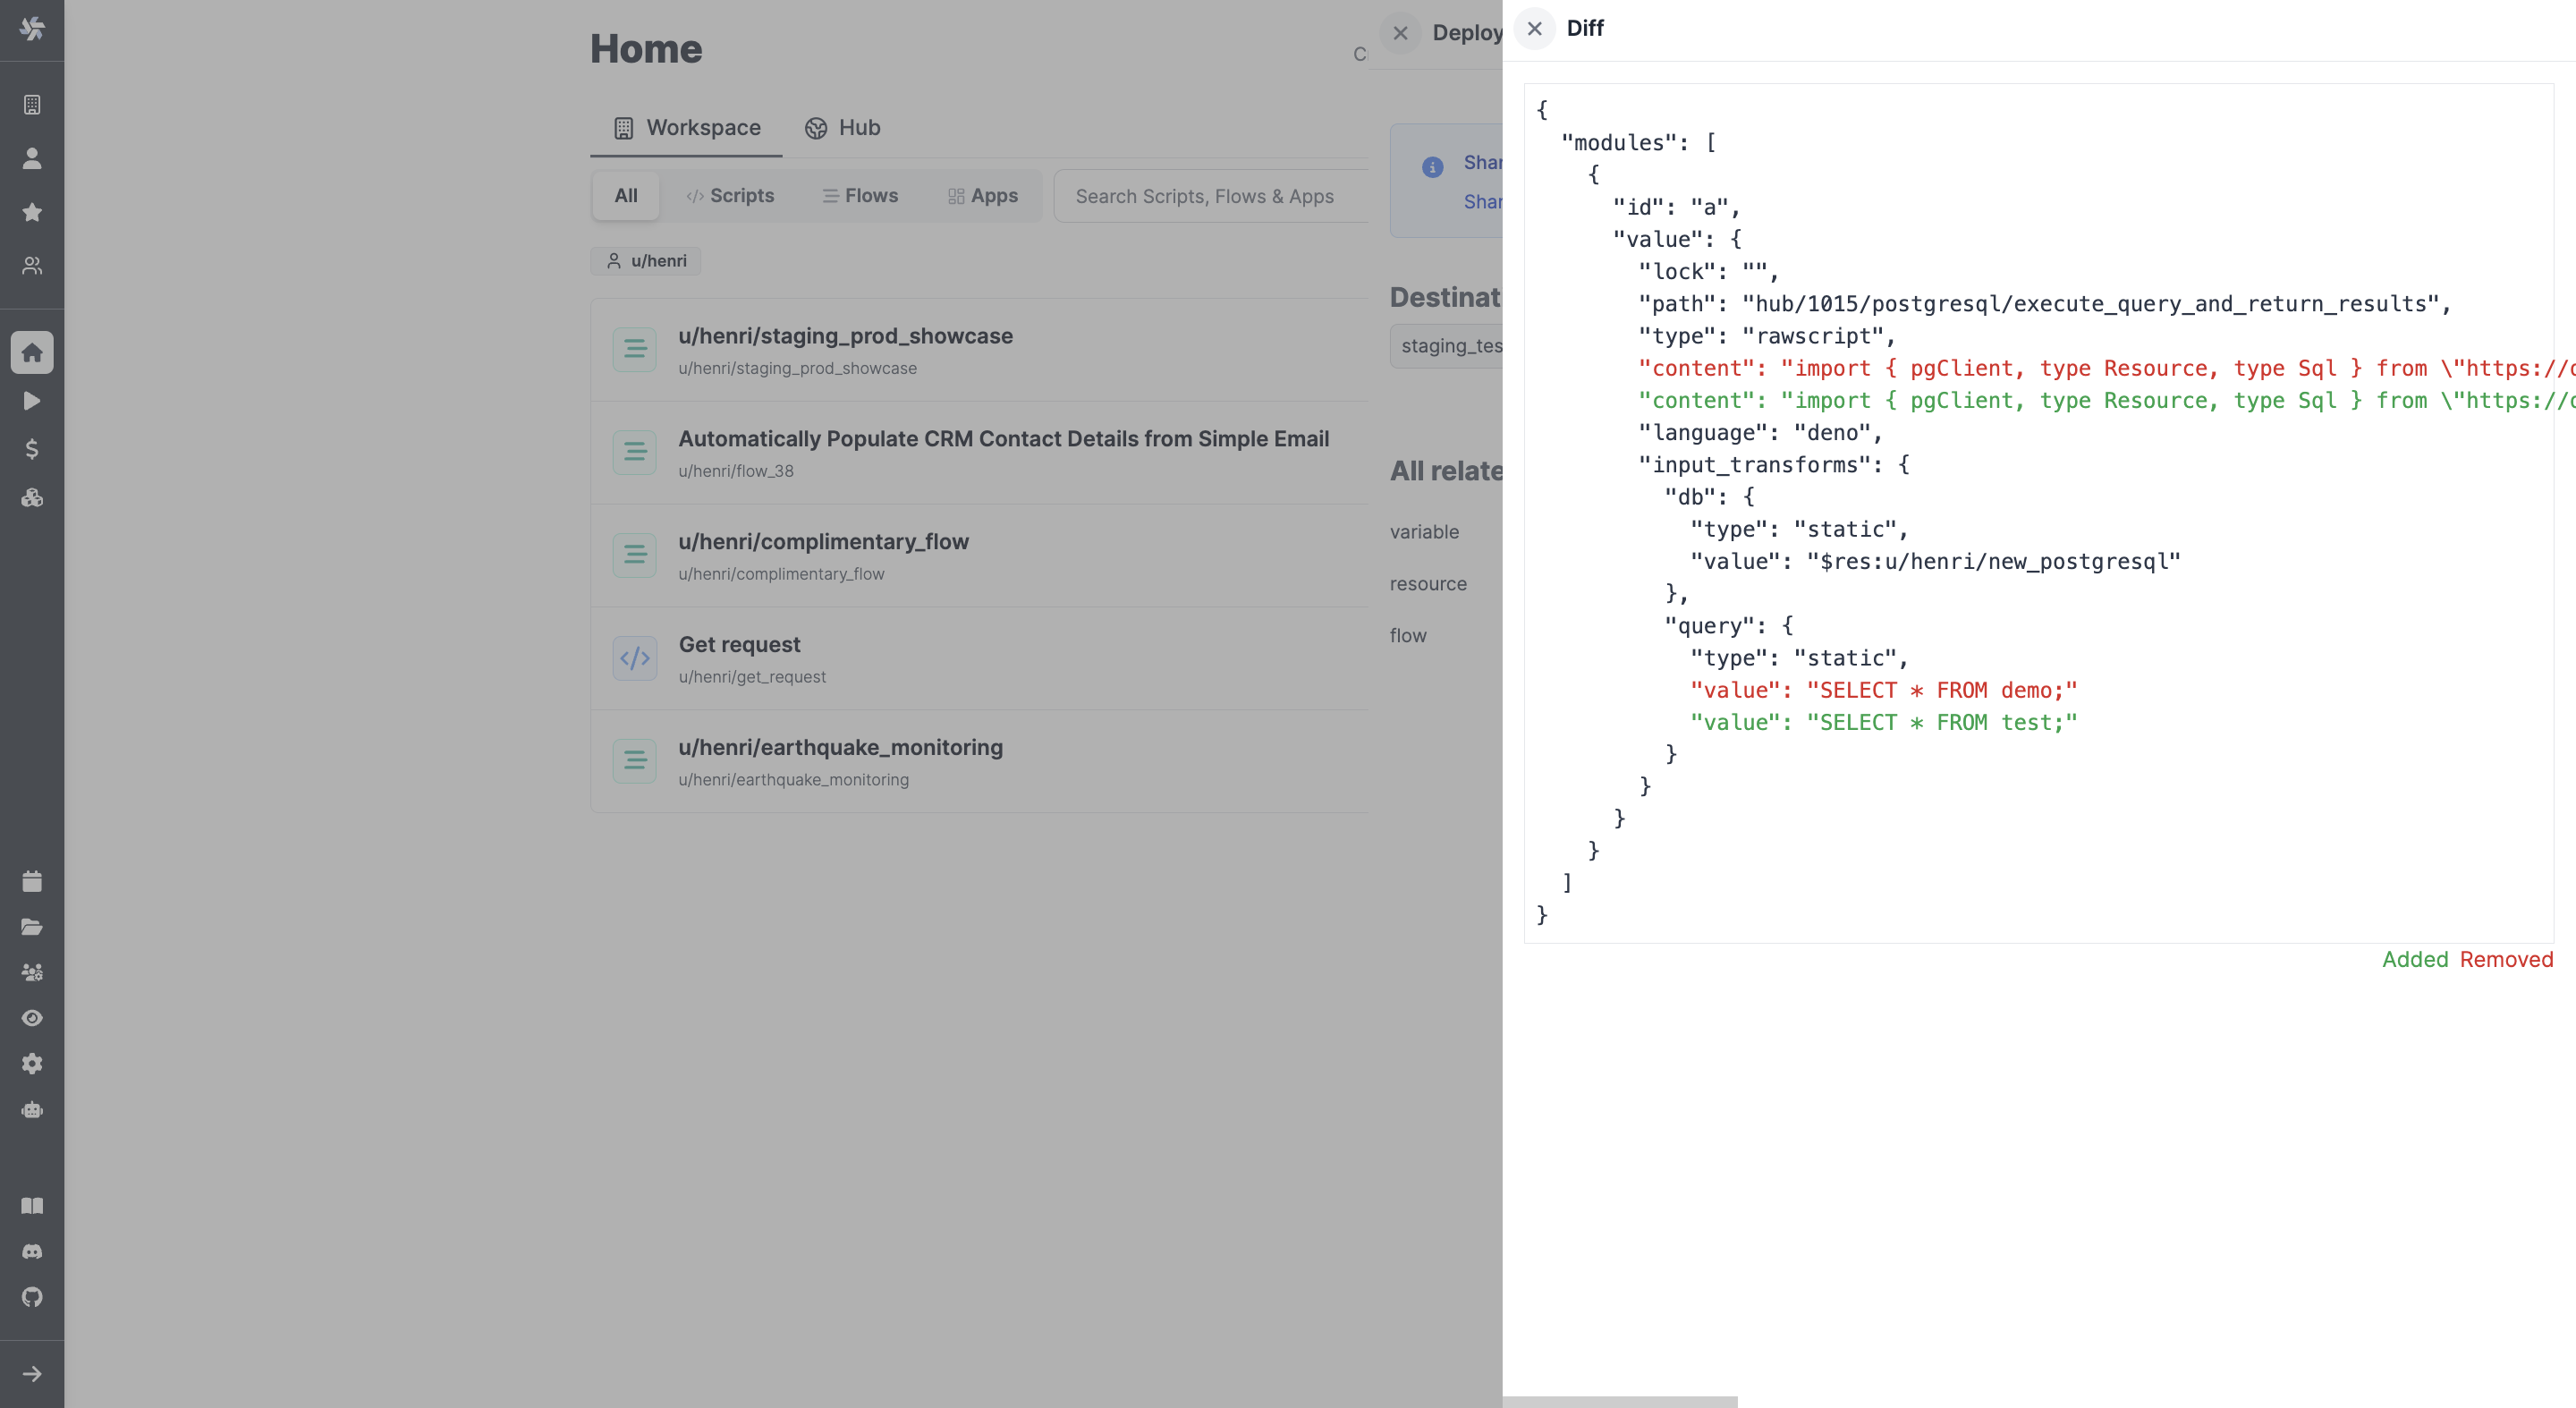 Home
Workspace
Hub
All
Scripts
Flows
Apps
Search Scripts, Flows & Apps
u/henri
u/henri/staging_prod_showcase
u/henri/staging_prod_showcase
Automatically Populate CRM Contact Details from Simple Email
u/henri/flow_38
u/henri/complimentary_flow
u/henri/complimentary_flow
Get request
u/henri/get_request
u/henri/earthquake_monitoring
u/henri/earthquake_monitoring
Deploy
Shar
Shar
Destinat
staging_tes
All relate
variable
resource
flow
Diff
{
"modules": [
{
"id": "a",
"value": {
"lock": "",
"path": "hub/1015/postgresql/execute_query_and_return_results",
"type": "rawscript",
"content": "import { pgClient, type Resource, type Sql } from \"https://
"content": "import { pgClient, type Resource, type Sql } from \"https://
"language": "deno",
"input_transforms": {
"db": {
"type": "static",
"value": "$res:u/henri/new_postgresql"
},
"query": {
"type": "static",
"value": "SELECT * FROM demo;"
"value": "SELECT * FROM test;"
}
}
}
}
]
}
Added Removed